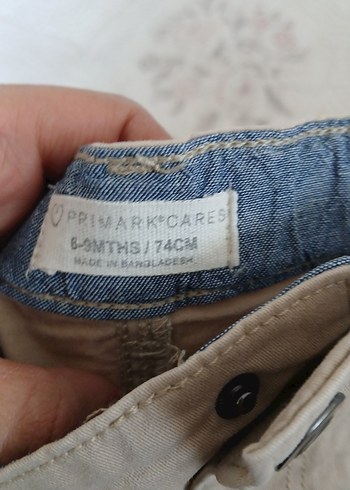 PRIMARK® CARES
6-9MTHS / 74CM
MADE IN BANGLADESH